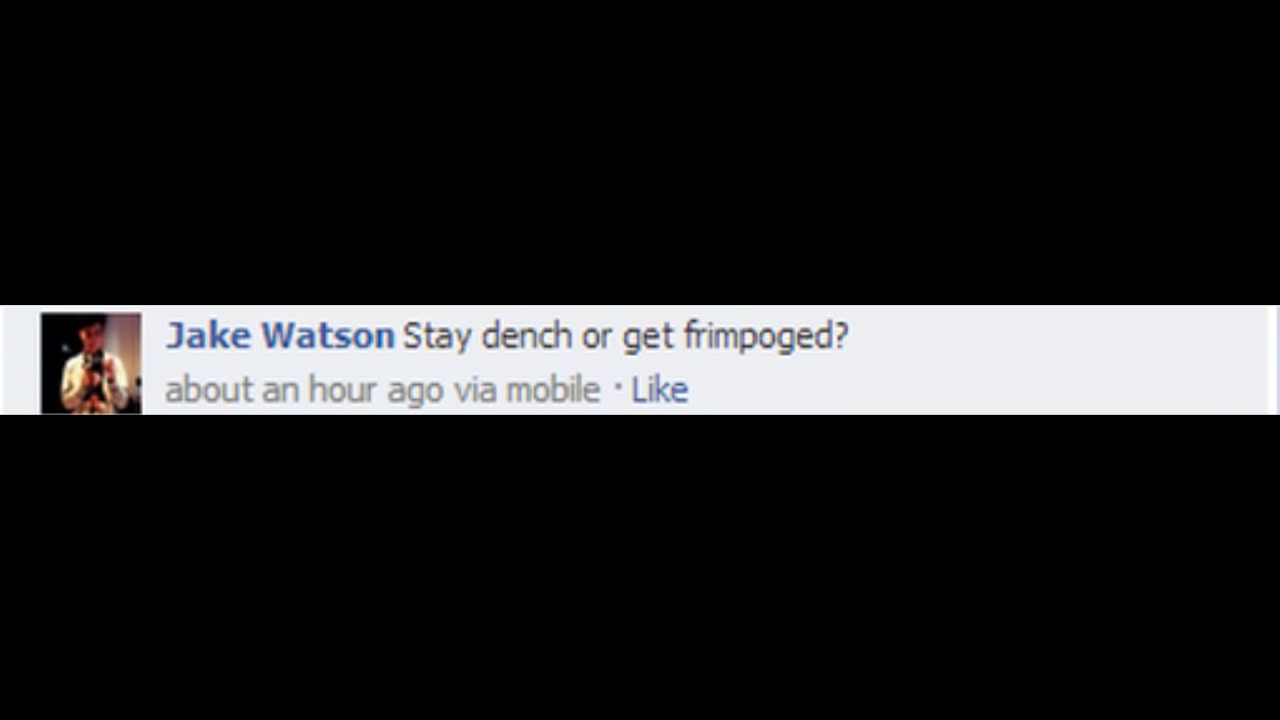 Jake Watson Stay dench or get frimpoged?
about an hour ago via mobile · Like